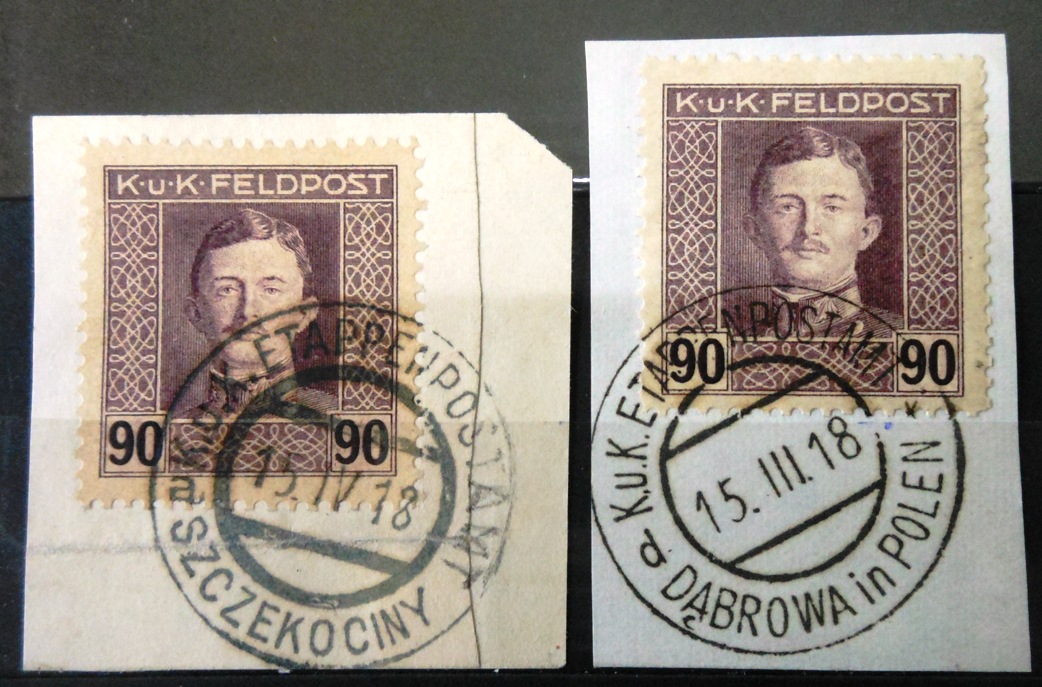 K·u·K·FELDPOST
90 90
K.u.K. ETAPPENPOSTAMT
15.IV.18
a SZCZEKOCINY
K·u·K·FELDPOST
90 90
K.u.K. ETAPPENPOSTAMT *
15.III.18
DĄBROWA in POLEN